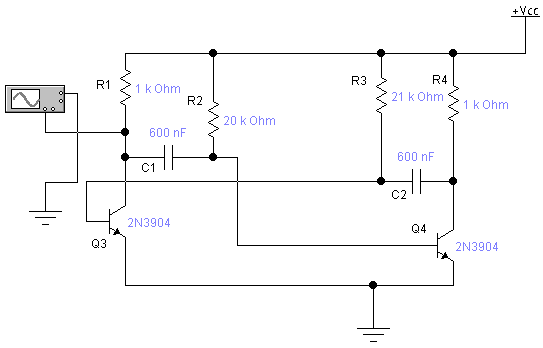 +Vcc
R1
1 k Ohm
R2
20 k Ohm
R3
21 k Ohm
R4
1 k Ohm
600 nF
C1
600 nF
C2
Q3
2N3904
Q4
2N3904